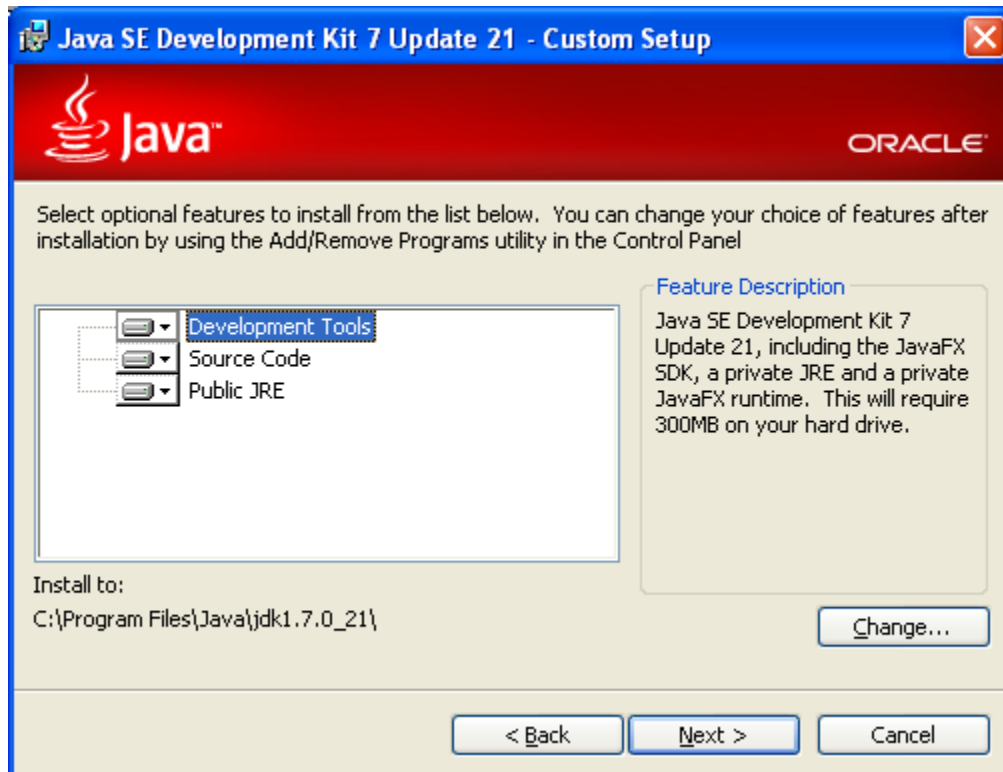 Java SE Development Kit 7 Update 21 - Custom Setup
Java™
ORACLE
Select optional features to install from the list below.  You can change your choice of features after
installation by using the Add/Remove Programs utility in the Control Panel
Development Tools
Source Code
Public JRE
Feature Description
Java SE Development Kit 7
Update 21, including the JavaFX
SDK, a private JRE and a private
JavaFX runtime.  This will require
300MB on your hard drive.
Install to:
C:\Program Files\Java\jdk1.7.0_21\
Change...
< Back
Next >
Cancel